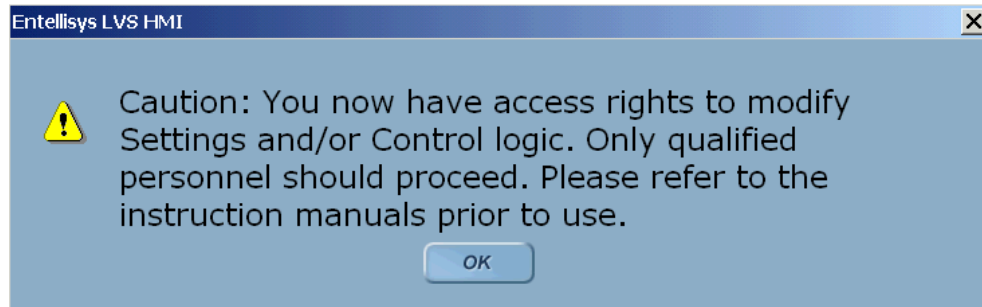 Entellisys LVS HMI
Caution: You now have access rights to modify
Settings and/or Control logic. Only qualified
personnel should proceed. Please refer to the
instruction manuals prior to use.
OK